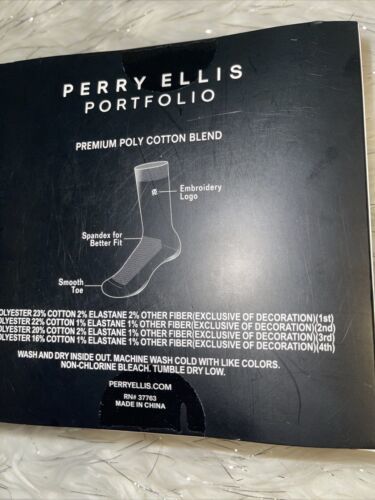 PERRY ELLIS
PORTFOLIO
PREMIUM POLY COTTON BLEND
Embroidery
Logo
Spandex for
Better Fit
Smooth
Toe
POLYESTER 23% COTTON 2% ELASTANE 2% OTHER FIBER(EXCLUSIVE OF DECORATION)(1st)
POLYESTER 22% COTTON 1% ELASTANE 1% OTHER FIBER(EXCLUSIVE OF DECORATION)(2nd)
POLYESTER 20% COTTON 2% ELASTANE 1% OTHER FIBER(EXCLUSIVE OF DECORATION)(3rd)
POLYESTER 16% COTTON 1% ELASTANE 1% OTHER FIBER(EXCLUSIVE OF DECORATION)(4th)
WASH AND DRY INSIDE OUT. MACHINE WASH COLD WITH LIKE COLORS.
NON-CHLORINE BLEACH. TUMBLE DRY LOW.
PERRYELLIS.COM
RN# 37763
MADE IN CHINA